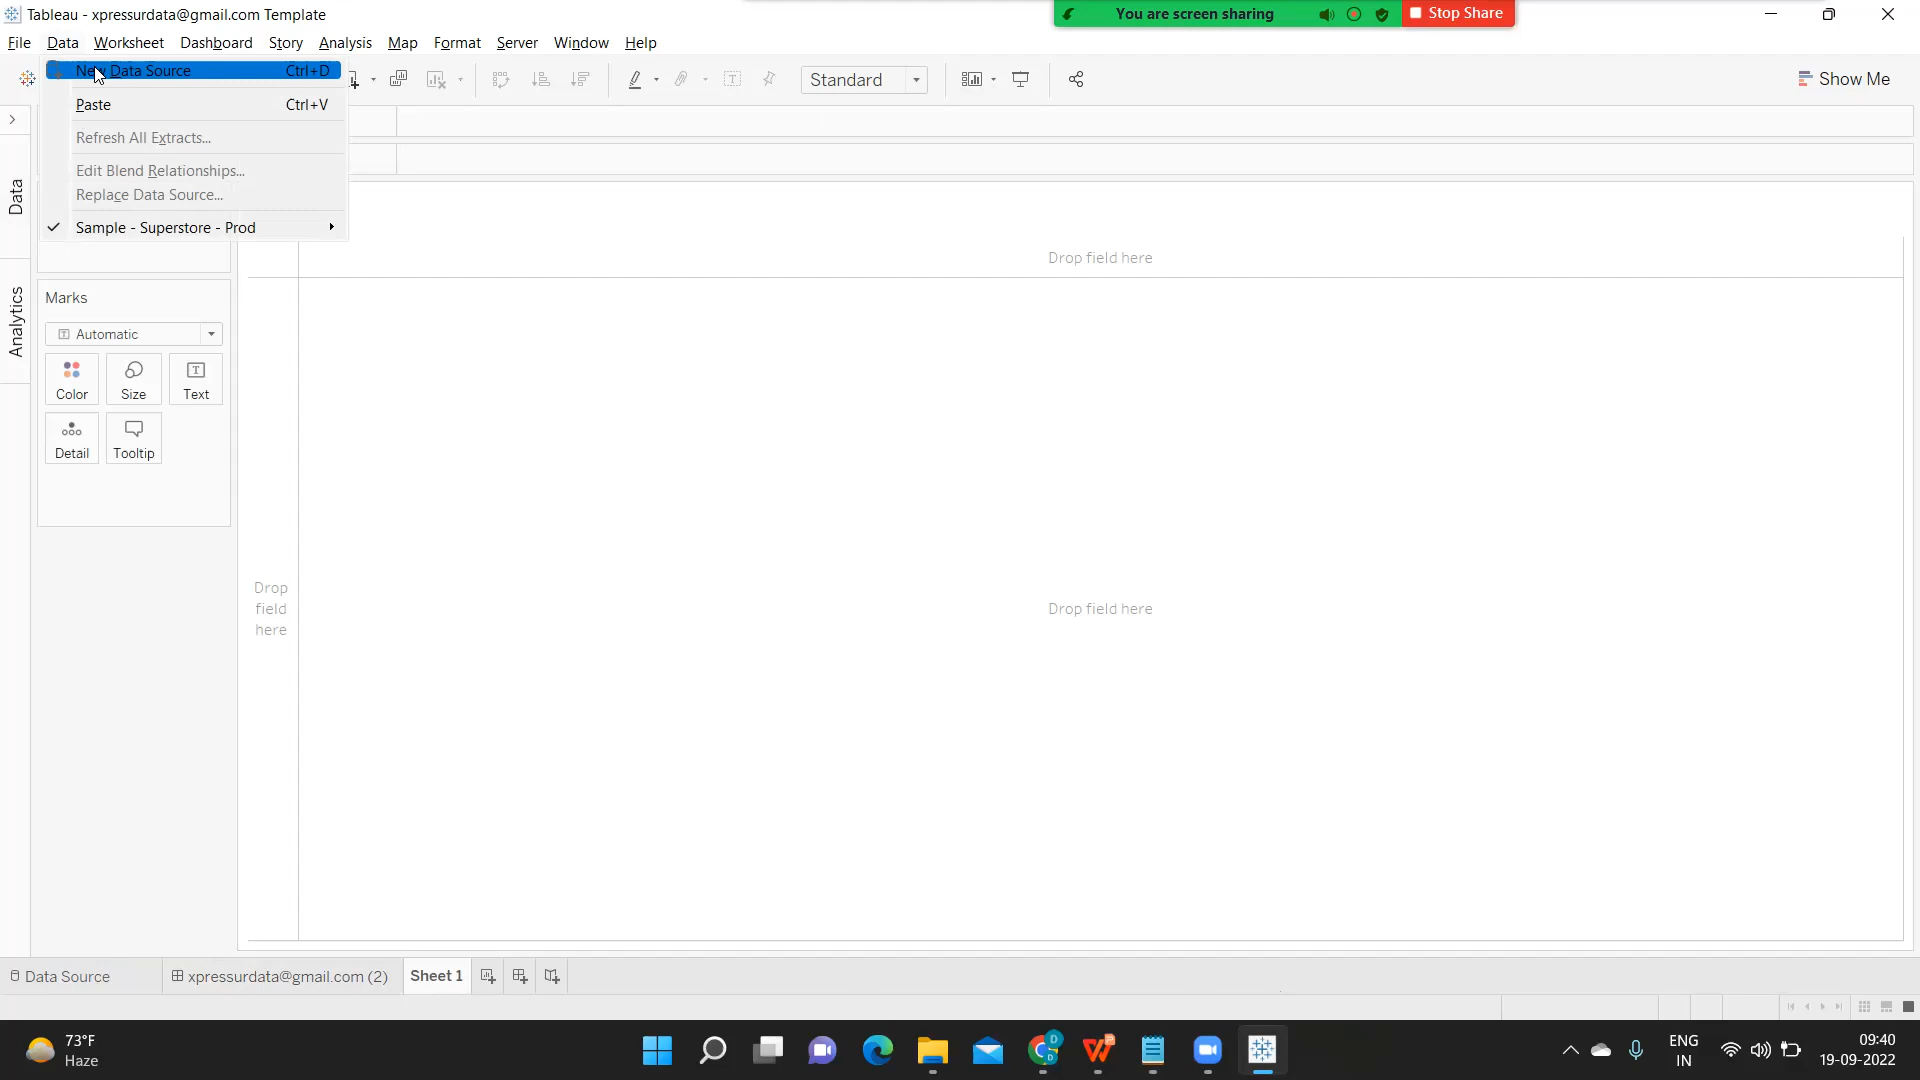 Tableau - xpressurdata@gmail.com Template
You are screen sharing
Stop Share
File Data Worksheet Dashboard Story Analysis Map Format Server Window Help
New Data Source Ctrl+D
Paste Ctrl+V
Refresh All Extracts...
Edit Blend Relationships...
Replace Data Source...
Sample - Superstore - Prod
Standard
Show Me
Data
Analytics
Marks
Automatic
Color Size Text
Detail Tooltip
Drop field here
Drop
field
here
Drop field here
Data Source xpressurdata@gmail.com (2) Sheet 1
73°F
Haze
ENG
IN
09:40
19-09-2022